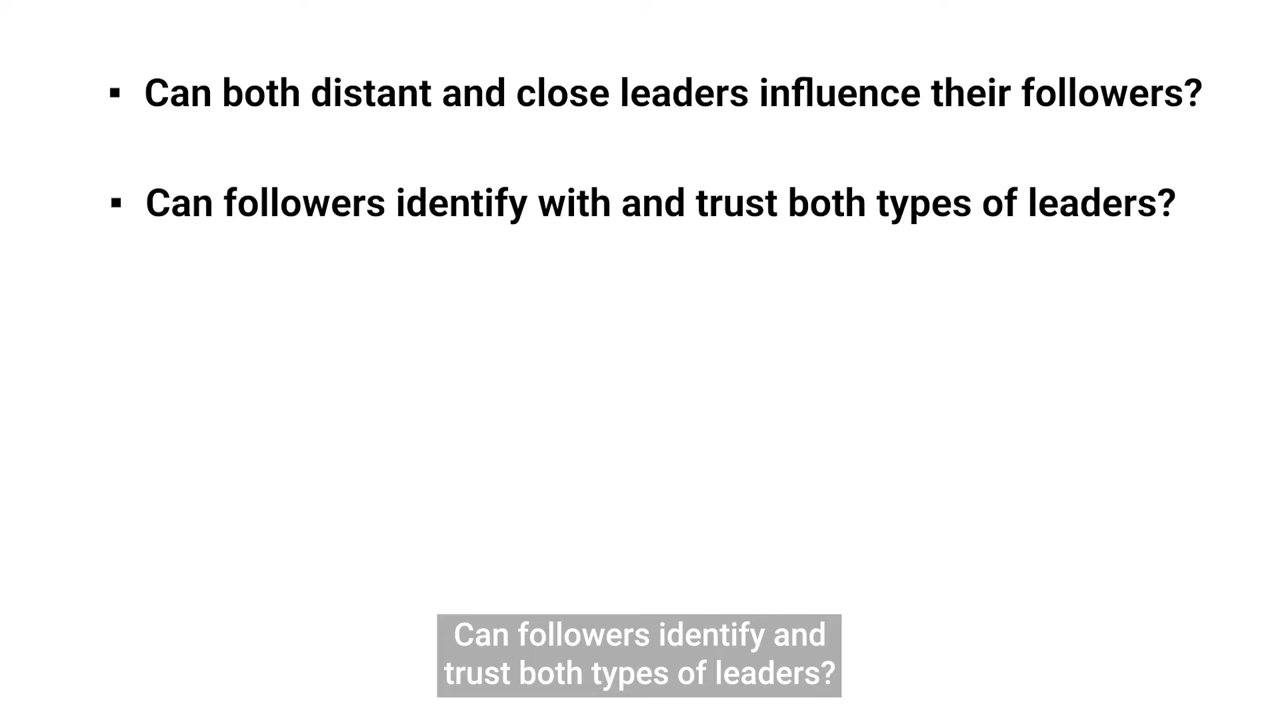 ▪ Can both distant and close leaders influence their followers?
▪ Can followers identify with and trust both types of leaders?
Can followers identify and
trust both types of leaders?